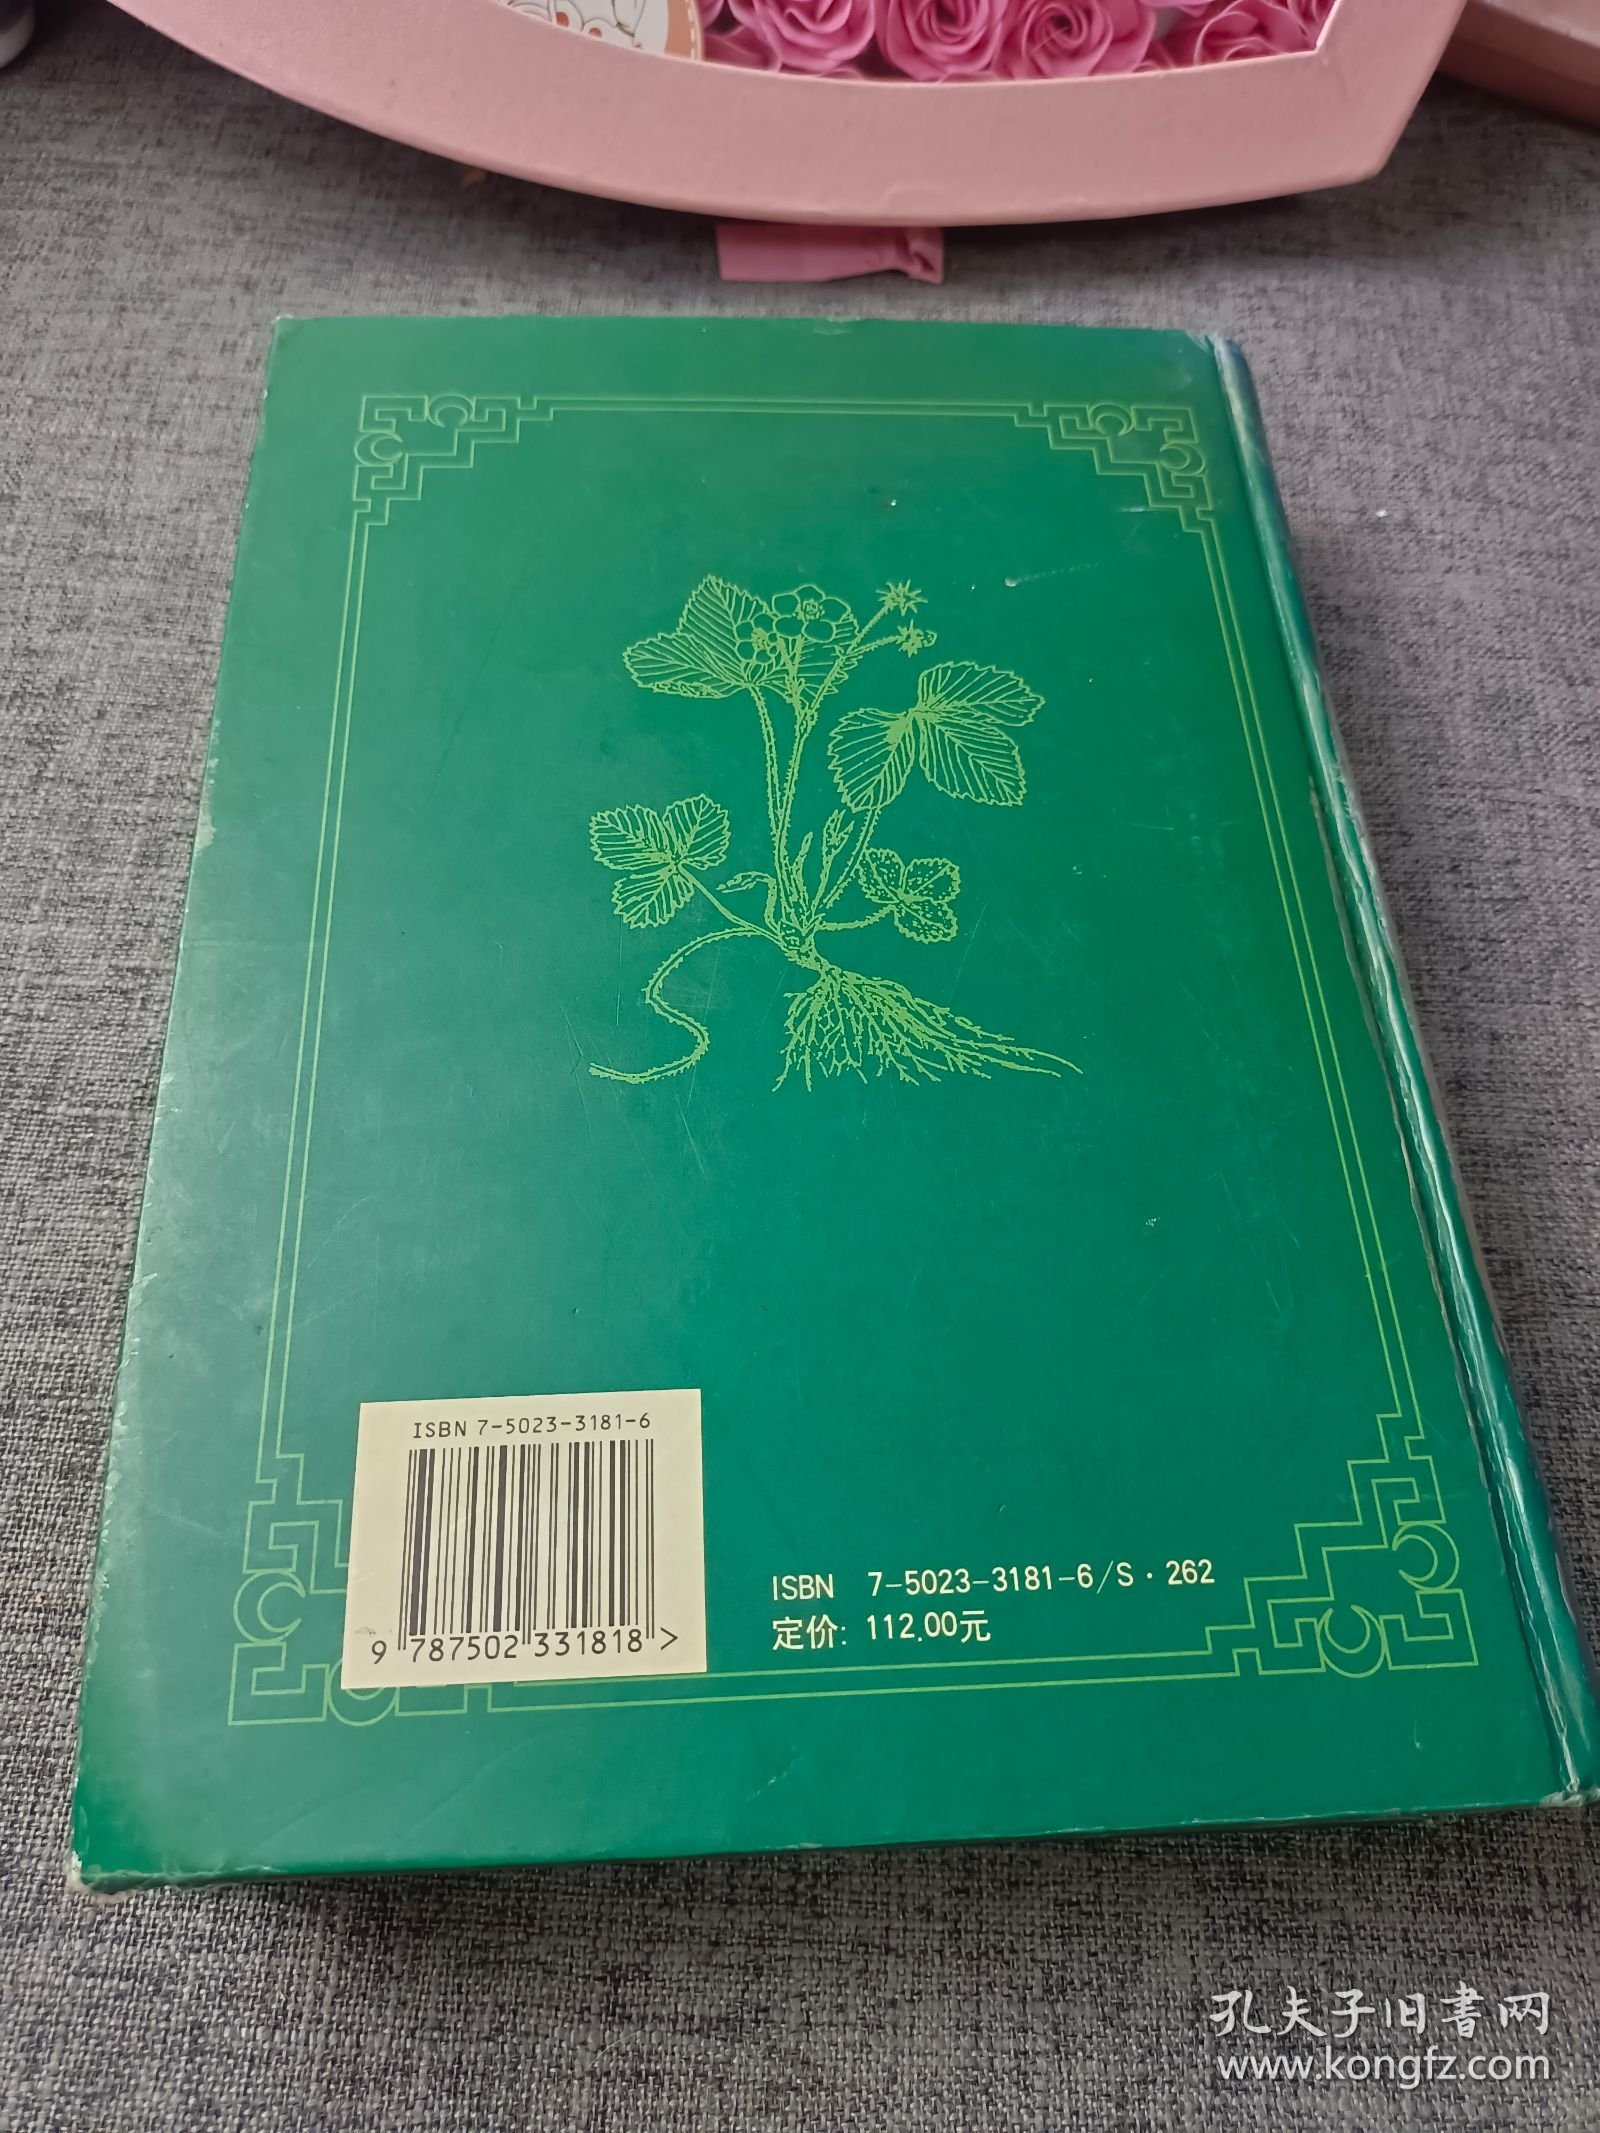 ISBN 7-5023-3181-6
9 787502 331818 >
ISBN 7-5023-3181-6/S·262
定价: 112.00元
孔夫子旧書网
www.kongfz.com